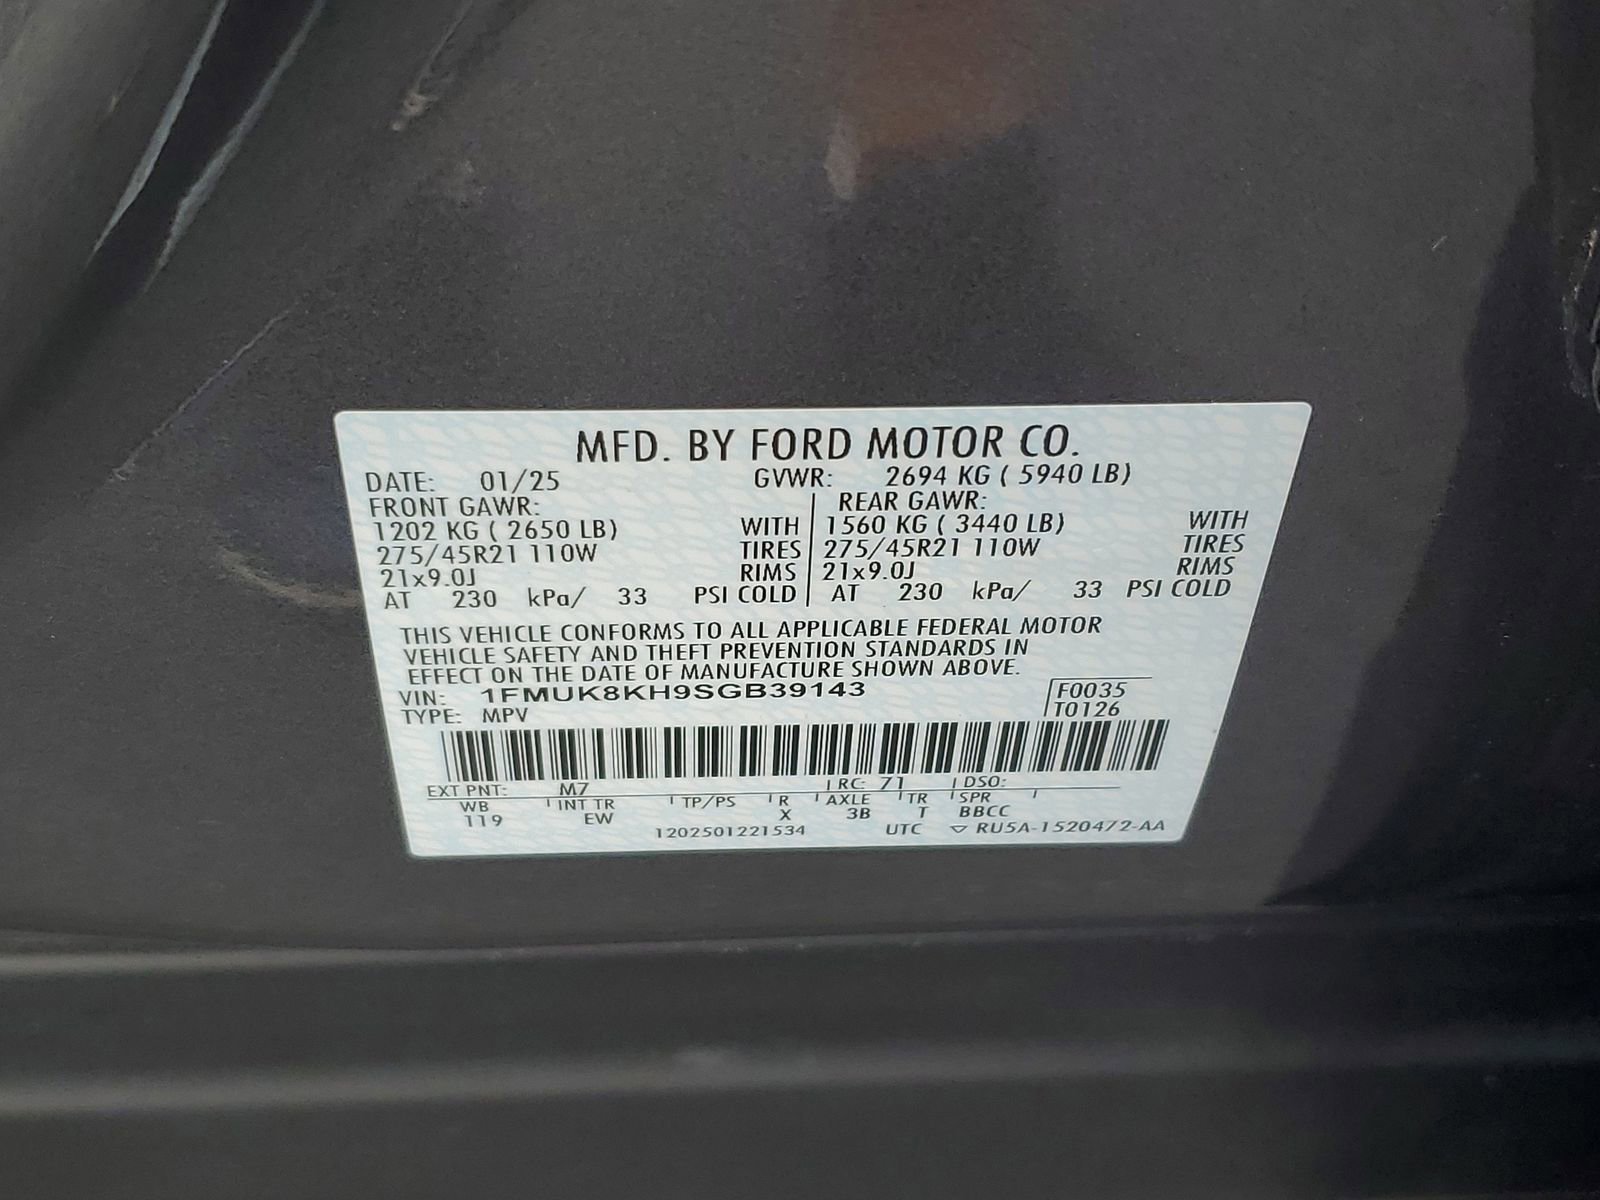 MFD. BY FORD MOTOR CO.
DATE: 01/25 GVWR: 2694 KG ( 5940 LB)
FRONT GAWR: REAR GAWR:
1202 KG ( 2650 LB) WITH 1560 KG ( 3440 LB) WITH
275/45R21 110W TIRES 275/45R21 110W TIRES
21x9.0J RIMS 21x9.0J RIMS
AT 230 kPa/ 33 PSI COLD AT 230 kPa/ 33 PSI COLD
THIS VEHICLE CONFORMS TO ALL APPLICABLE FEDERAL MOTOR
VEHICLE SAFETY AND THEFT PREVENTION STANDARDS IN
EFFECT ON THE DATE OF MANUFACTURE SHOWN ABOVE.
VIN: 1FMUK8KH9SGB39143 F0035
TYPE: MPV T0126
EXT PNT: M7 RC: 71 DSO:
WB INT TR TP/PS R AXLE TR SPR
119 EW X 3B T BBCC
1202501221534 UTC ▽ RU5A-1520472-AA